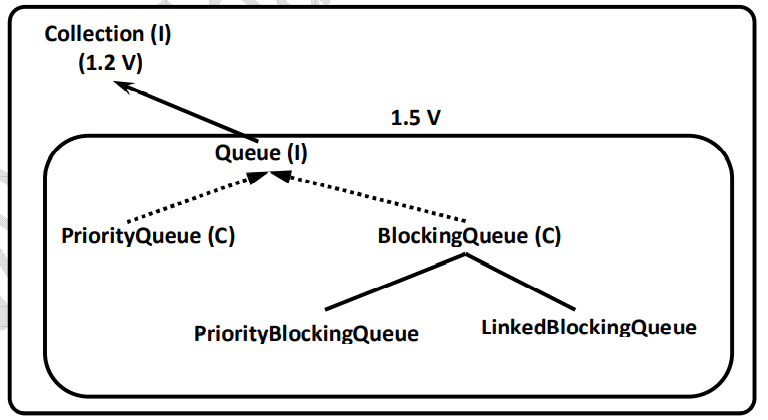 Collection (I)
(1.2 V)
1.5 V
Queue (I)
PriorityQueue (C)
BlockingQueue (C)
PriorityBlockingQueue
LinkedBlockingQueue